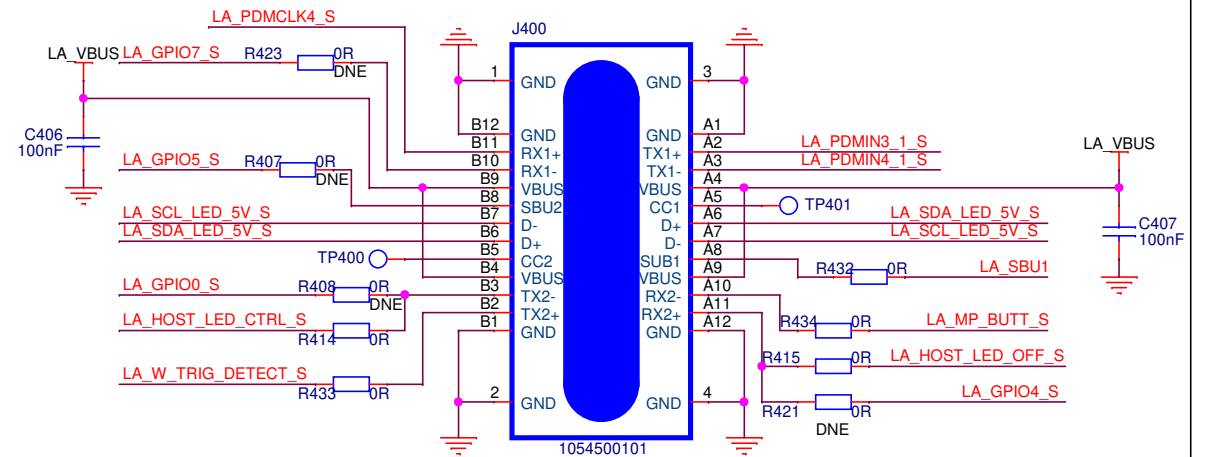 LA_PDMCLK4_S
J400
LA_VBUS LA_GPIO7_S R423 0R
DNE
1 GND GND 3
C406
100nF
B12 GND GND A1
B11 RX1+ TX1+ A2 LA_PDMIN3_1_S
LA_GPIO5_S R407 0R B10 RX1- TX1- A3 LA_PDMIN4_1_S
LA_VBUS
DNE B9 VBUS VBUS A4
B8 SBU2 CC1 A5 TP401
LA_SCL_LED_5V_S B7 D- D+ A6 LA_SDA_LED_5V_S
LA_SDA_LED_5V_S B6 D+ D- A7 LA_SCL_LED_5V_S
C407
100nF
TP400 B5 CC2 SUB1 A8
B4 VBUS VBUS A9 R432 0R LA_SBU1
LA_GPIO0_S R408 0R B3 TX2- RX2- A10
DNE B2 TX2+ RX2+ A11
LA_HOST_LED_CTRL_S R414 0R B1 GND GND A12 R434 0R LA_MP_BUTT_S
R415 0R LA_HOST_LED_OFF_S
LA_W_TRIG_DETECT_S R433 0R
2 GND GND 4 R421 0R LA_GPIO4_S
DNE
1054500101